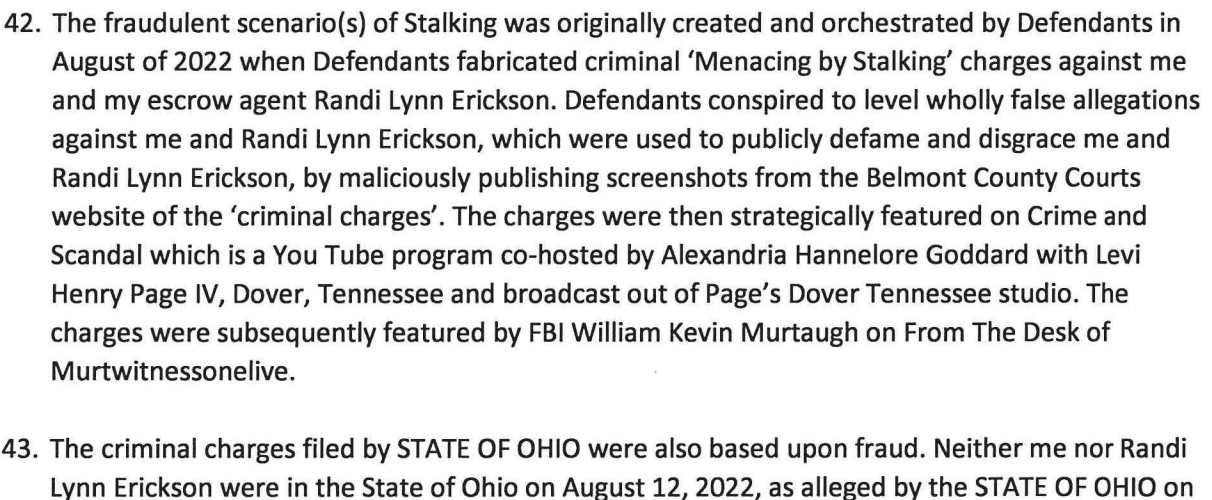 42. The fraudulent scenario(s) of Stalking was originally created and orchestrated by Defendants in
August of 2022 when Defendants fabricated criminal ‘Menacing by Stalking’ charges against me
and my escrow agent Randi Lynn Erickson. Defendants conspired to level wholly false allegations
against me and Randi Lynn Erickson, which were used to publicly defame and disgrace me and
Randi Lynn Erickson, by maliciously publishing screenshots from the Belmont County Courts
website of the ‘criminal charges’. The charges were then strategically featured on Crime and
Scandal which is a You Tube program co-hosted by Alexandria Hannelore Goddard with Levi
Henry Page IV, Dover, Tennessee and broadcast out of Page’s Dover Tennessee studio. The
charges were subsequently featured by FBI William Kevin Murtaugh on From The Desk of
Murtwitnessonelive.
43. The criminal charges filed by STATE OF OHIO were also based upon fraud. Neither me nor Randi
Lynn Erickson were in the State of Ohio on August 12, 2022, as alleged by the STATE OF OHIO on